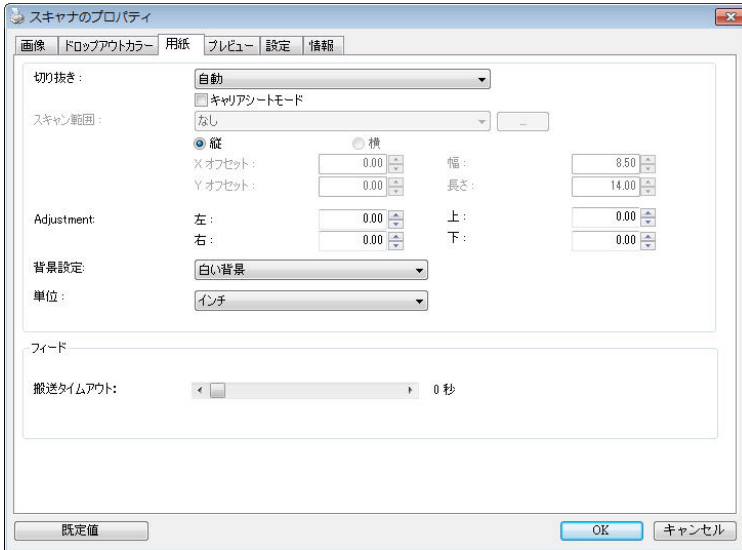 スキャナのプロパティ
画像 ドロップアウトカラー 用紙 プレビュー 設定 情報
切り抜き : 自動
キャリアシートモード
スキャン範囲 : なし ...
縦 横
X オフセット : 0.00 幅 : 8.50
Y オフセット : 0.00 長さ : 14.00
Adjustment: 左 : 0.00 上 : 0.00
右 : 0.00 下 : 0.00
背景設定: 白い背景
単位 : インチ
フィード
搬送タイムアウト: 0 秒
既定値 OK キャンセル